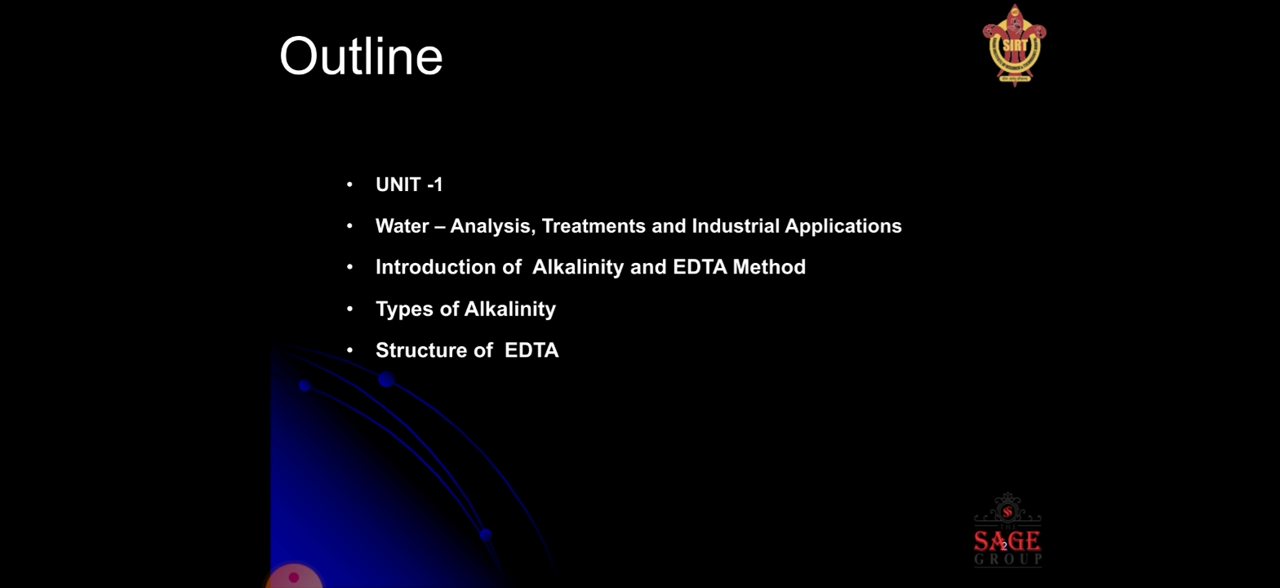 Outline
SIRT
• UNIT -1
• Water – Analysis, Treatments and Industrial Applications
• Introduction of Alkalinity and EDTA Method
• Types of Alkalinity
• Structure of EDTA
SAGE
2
GROUP